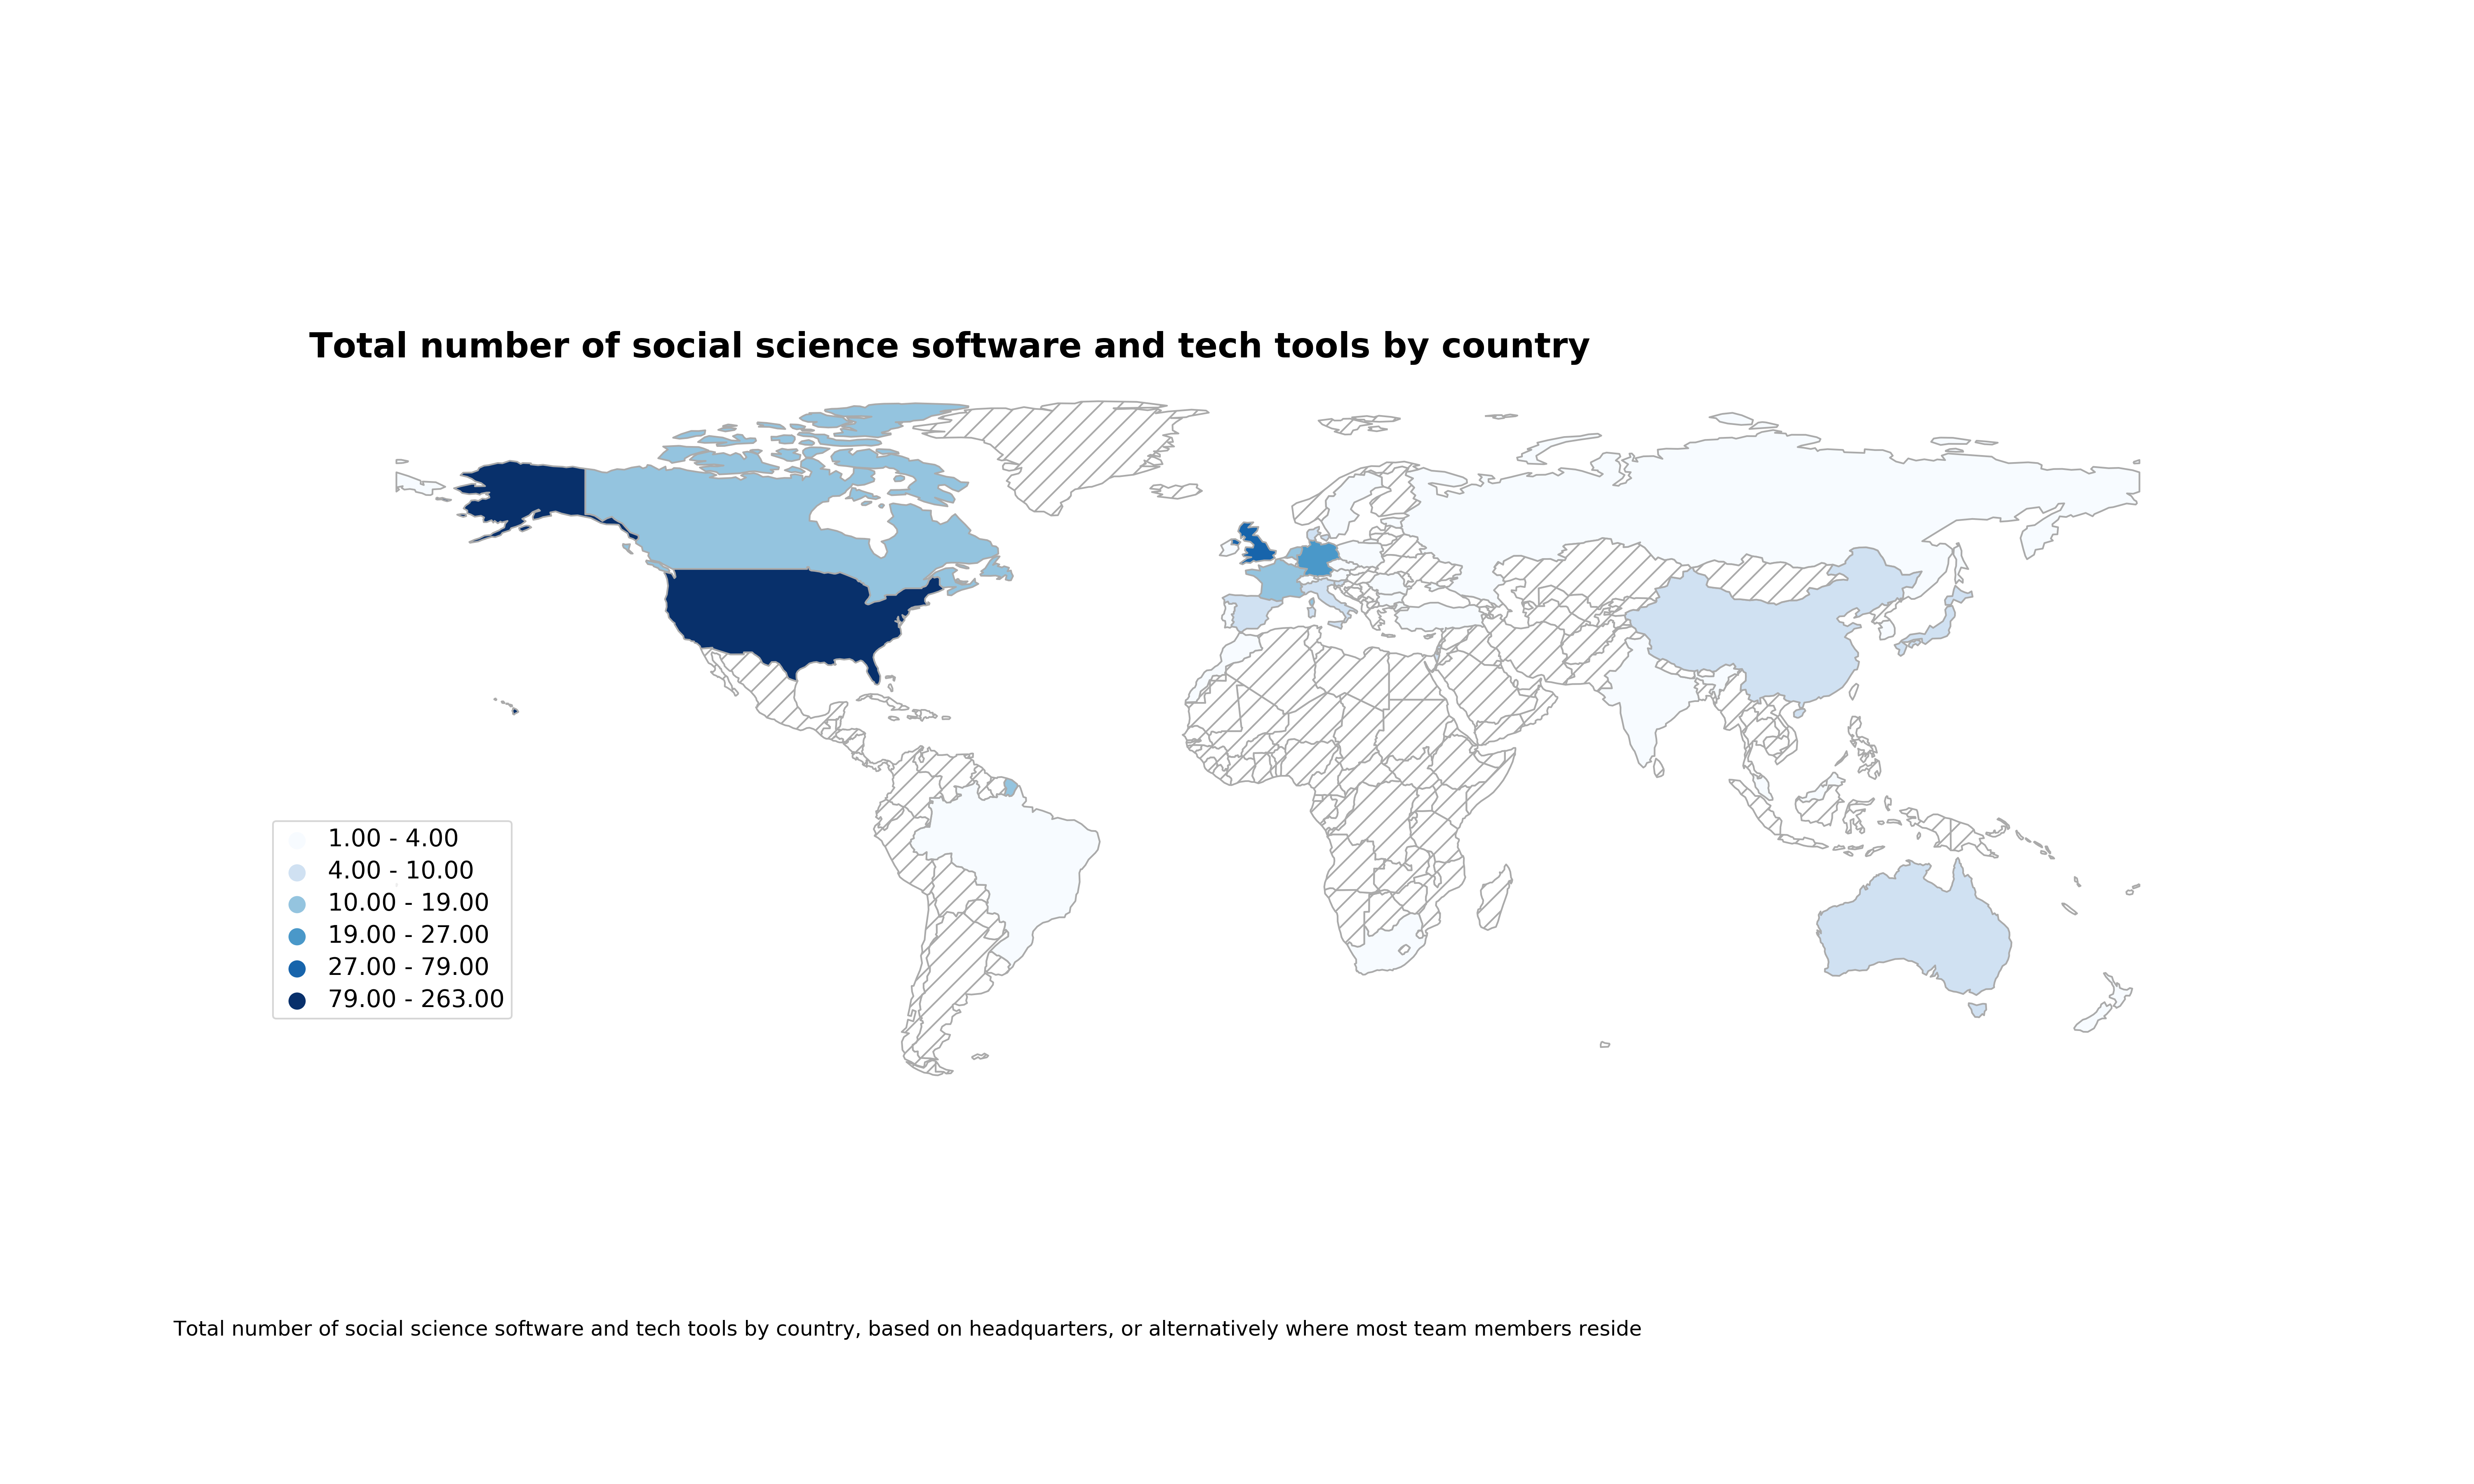 Total number of social science software and tech tools by country
1.00 - 4.00
4.00 - 10.00
10.00 - 19.00
19.00 - 27.00
27.00 - 79.00
79.00 - 263.00
Total number of social science software and tech tools by country, based on headquarters, or alternatively where most team members reside